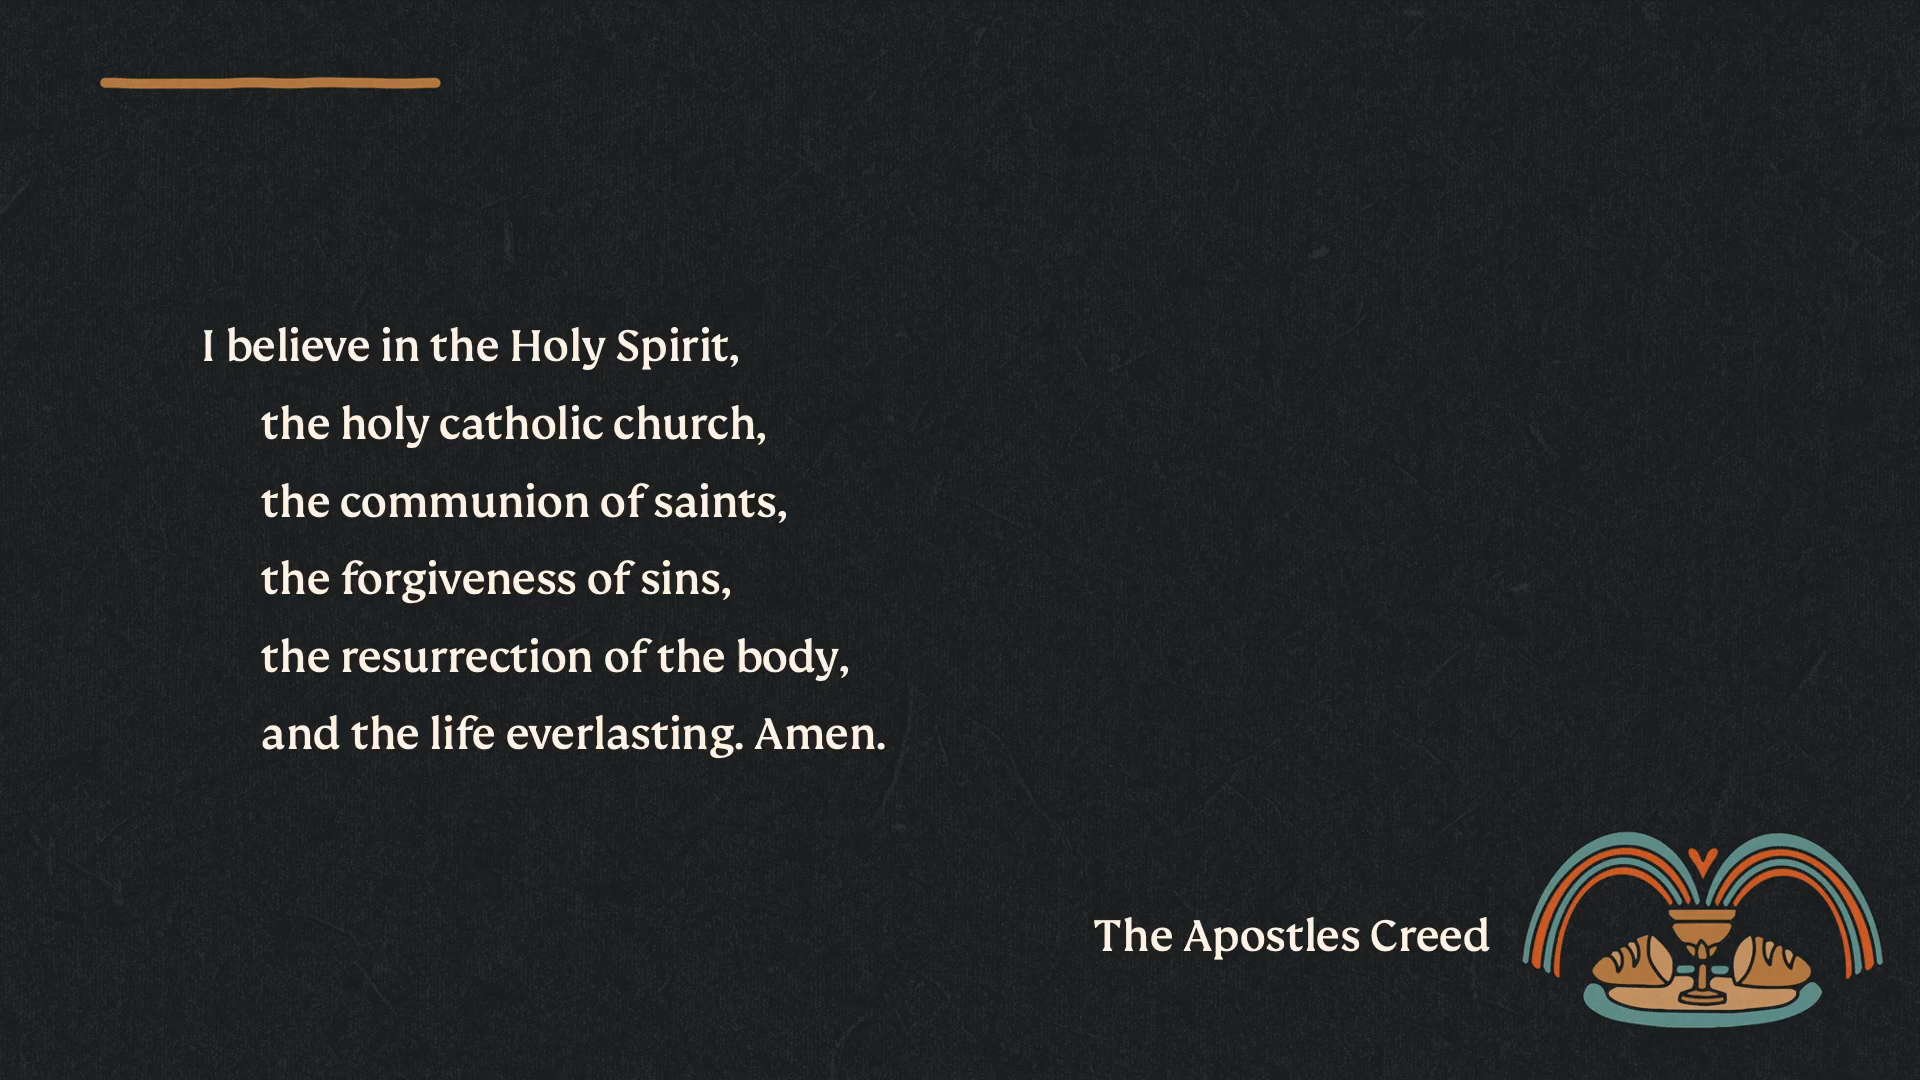 I believe in the Holy Spirit,
the holy catholic church,
the communion of saints,
the forgiveness of sins,
the resurrection of the body,
and the life everlasting. Amen.
The Apostles Creed